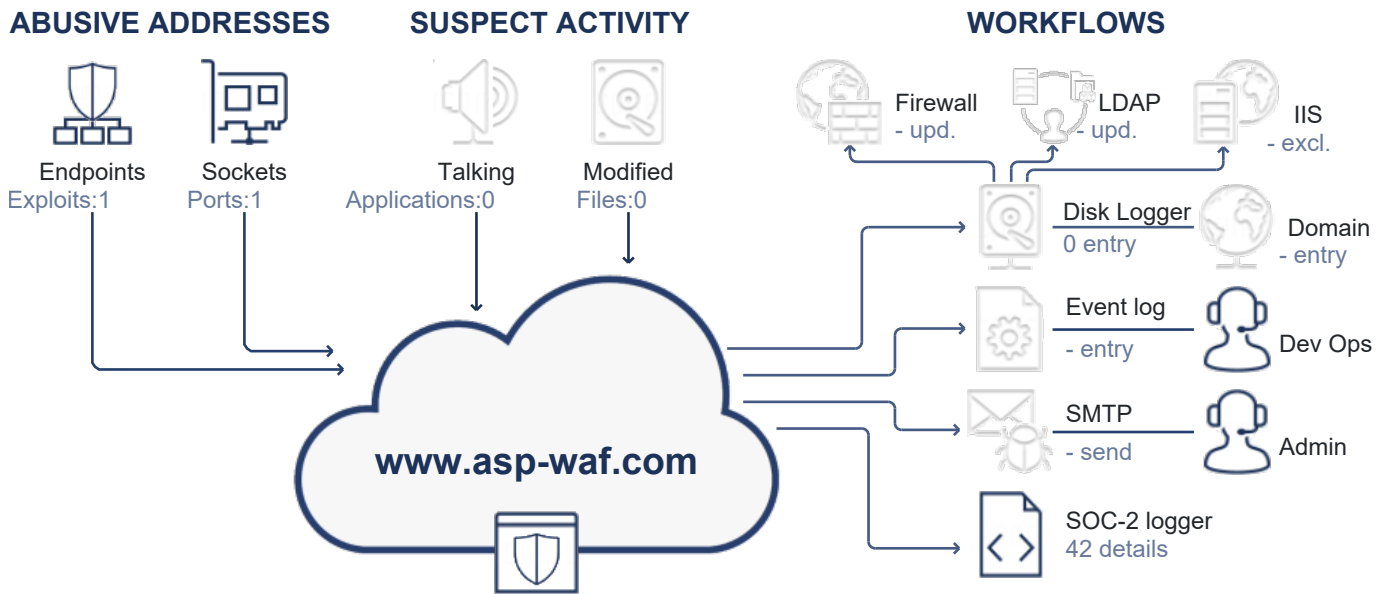 ABUSIVE ADDRESSES
SUSPECT ACTIVITY
WORKFLOWS
Endpoints
Exploits:1
Sockets
Ports:1
Talking
Applications:0
Modified
Files:0
Firewall
- upd.
LDAP
- upd.
IIS
- excl.
Disk Logger
0 entry
Domain
- entry
Event log
- entry
Dev Ops
SMTP
- send
Admin
SOC-2 logger
42 details
www.asp-waf.com